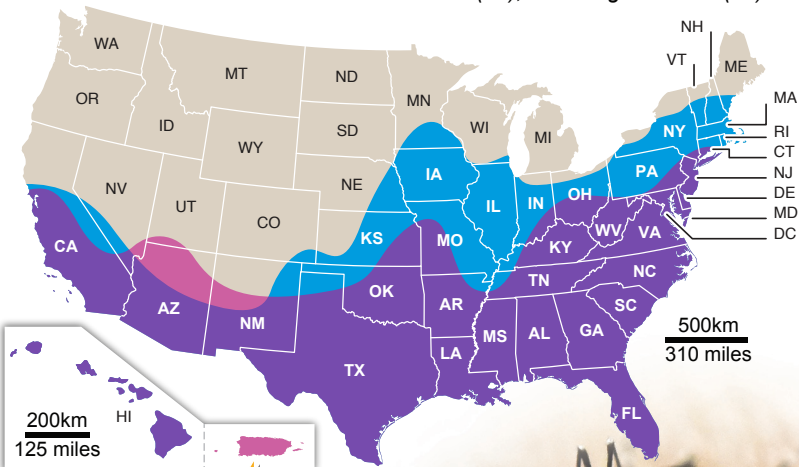 NH
VT
ME
WA
MT
ND
MN
OR
ID
SD
WI
MI
NY
MA
RI
CT
WY
IA
PA
NJ
NV
NE
IL
IN
OH
DE
UT
CO
KS
MO
WV
VA
MD
CA
KY
DC
OK
TN
NC
AZ
NM
AR
SC
MS
AL
GA
500km
310 miles
LA
TX
FL
HI
200km
125 miles